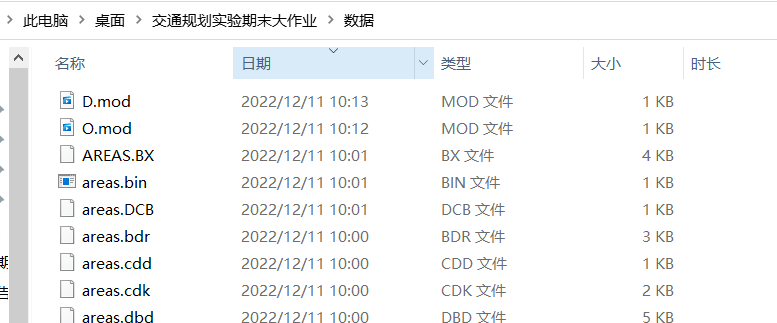 此电脑 > 桌面 > 交通规划实验期末大作业 > 数据
名称 日期 类型 大小 时长
D.mod 2022/12/11 10:13 MOD 文件 1 KB
O.mod 2022/12/11 10:12 MOD 文件 1 KB
AREAS.BX 2022/12/11 10:01 BX 文件 4 KB
areas.bin 2022/12/11 10:01 BIN 文件 1 KB
areas.DCB 2022/12/11 10:01 DCB 文件 1 KB
areas.bdr 2022/12/11 10:00 BDR 文件 3 KB
期 areas.cdd 2022/12/11 10:00 CDD 文件 1 KB
areas.cdk 2022/12/11 10:00 CDK 文件 2 KB
areas.dbd 2022/12/11 10:00 DBD 文件 5 KB